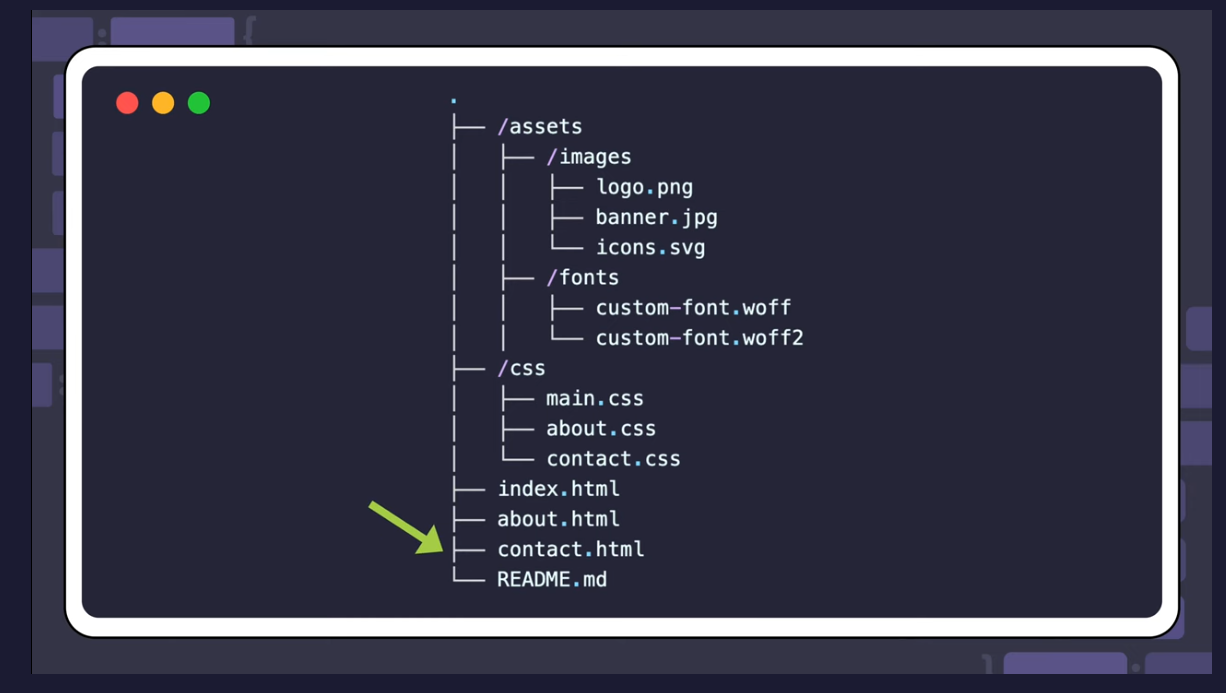 .
├── /assets
│   ├── /images
│   │   ├── logo.png
│   │   ├── banner.jpg
│   │   └── icons.svg
│   ├── /fonts
│   │   ├── custom-font.woff
│   │   └── custom-font.woff2
├── /css
│   ├── main.css
│   ├── about.css
│   └── contact.css
├── index.html
├── about.html
├── contact.html
└── README.md